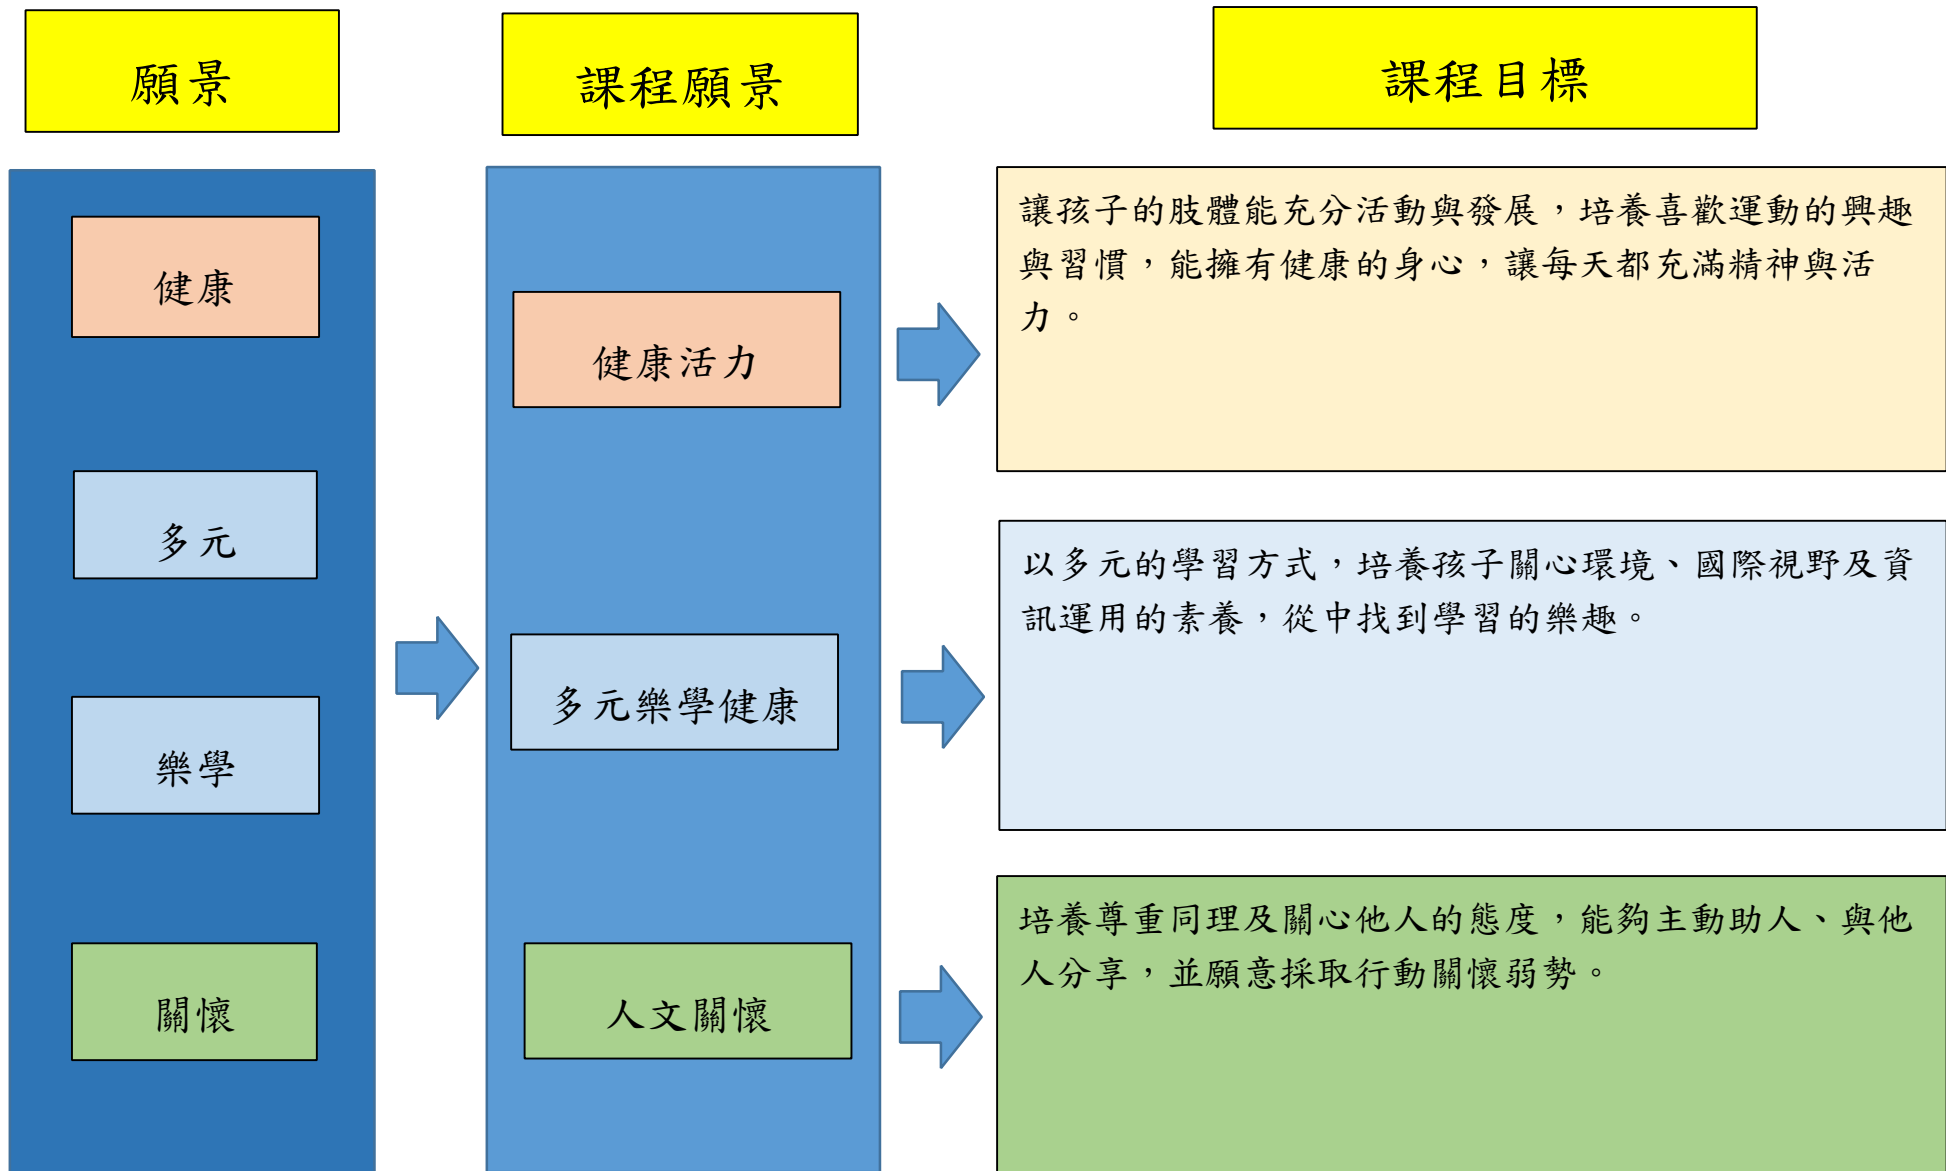 願景
課程願景
課程目標
健康
多元
樂學
關懷
健康活力
多元樂學健康
人文關懷
讓孩子的肢體能充分活動與發展，培養喜歡運動的興趣
與習慣，能擁有健康的身心，讓每天都充滿精神與活
力。
以多元的學習方式，培養孩子關心環境、國際視野及資
訊運用的素養，從中找到學習的樂趣。
培養尊重同理及關心他人的態度，能夠主動助人、與他
人分享，並願意採取行動關懷弱勢。